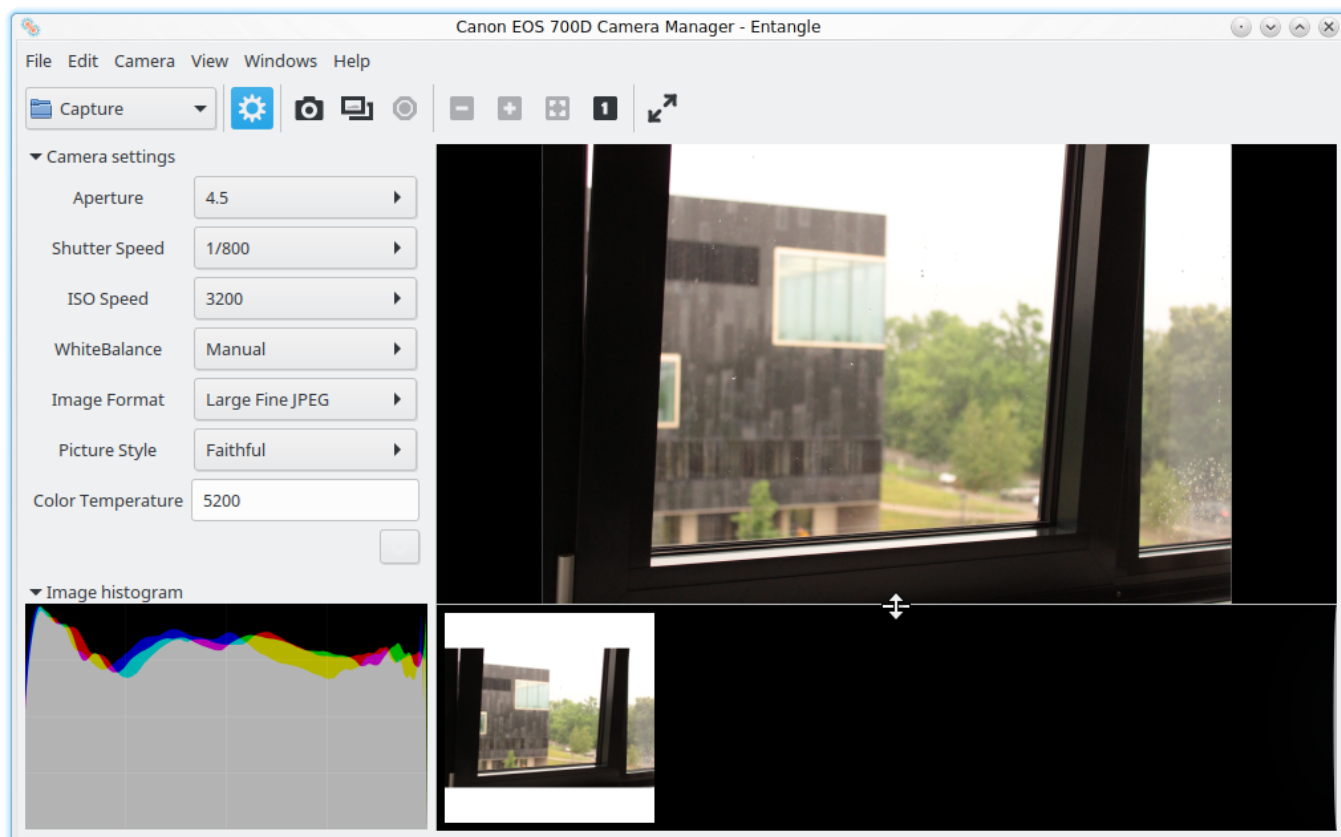 Canon EOS 700D Camera Manager - Entangle
File Edit Camera View Windows Help
Capture
1
Camera settings
Aperture 4.5
Shutter Speed 1/800
ISO Speed 3200
WhiteBalance Manual
Image Format Large Fine JPEG
Picture Style Faithful
Color Temperature 5200
Image histogram